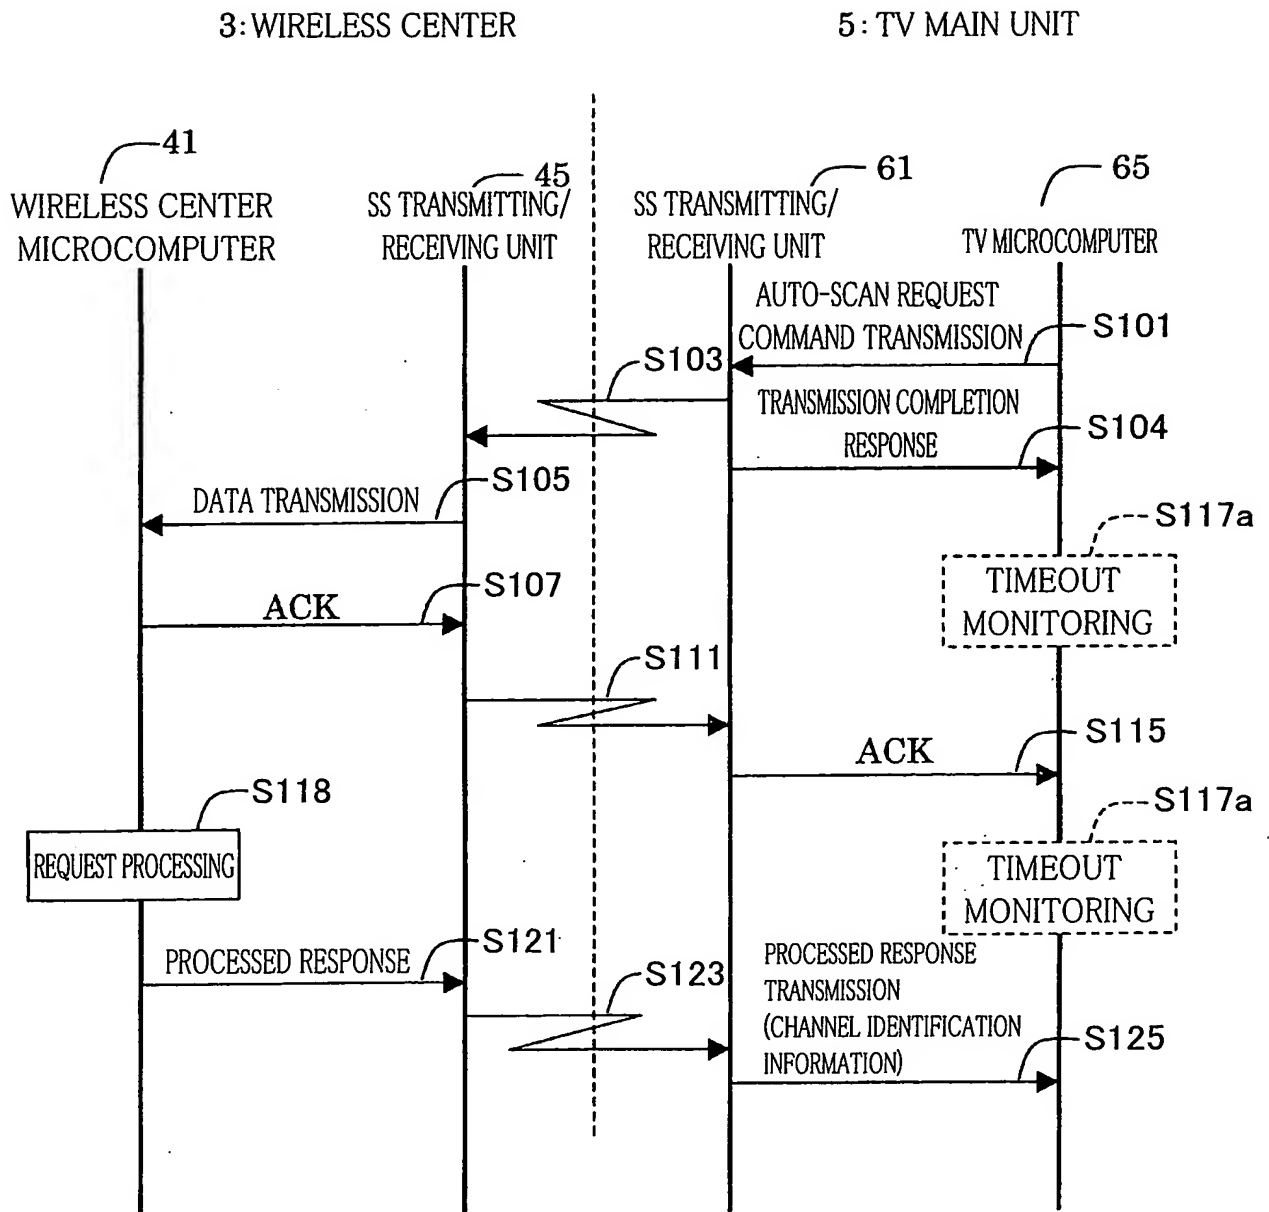 3: WIRELESS CENTER
5: TV MAIN UNIT
41
WIRELESS CENTER
MICROCOMPUTER
45
SS TRANSMITTING/
RECEIVING UNIT
61
SS TRANSMITTING/
RECEIVING UNIT
65
TV MICROCOMPUTER
AUTO-SCAN REQUEST
COMMAND TRANSMISSION
S101
S103
TRANSMISSION COMPLETION
RESPONSE
S104
DATA TRANSMISSION
S105
S117a
TIMEOUT
MONITORING
ACK
S107
S111
ACK
S115
S118
REQUEST PROCESSING
S117a
TIMEOUT
MONITORING
PROCESSED RESPONSE
S121
S123
PROCESSED RESPONSE
TRANSMISSION
(CHANNEL IDENTIFICATION
INFORMATION)
S125